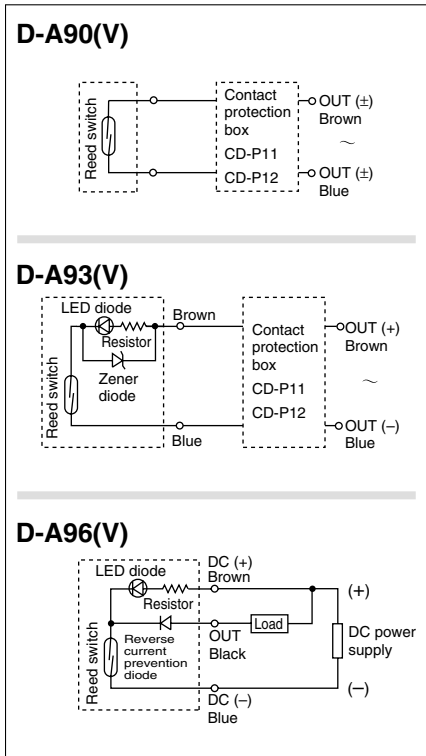 D-A90(V)
Reed switch
Contact
protection
box
CD-P11
CD-P12
OUT (±)
Brown
~
OUT (±)
Blue
D-A93(V)
LED diode
Resistor
Zener
diode
Reed switch
Brown
Blue
Contact
protection
box
CD-P11
CD-P12
OUT (+)
Brown
~
OUT (–)
Blue
D-A96(V)
LED diode
Resistor
Reverse
current
prevention
diode
Reed switch
DC (+)
Brown
OUT
Black
Load
DC (–)
Blue
(+)
DC power
supply
(–)